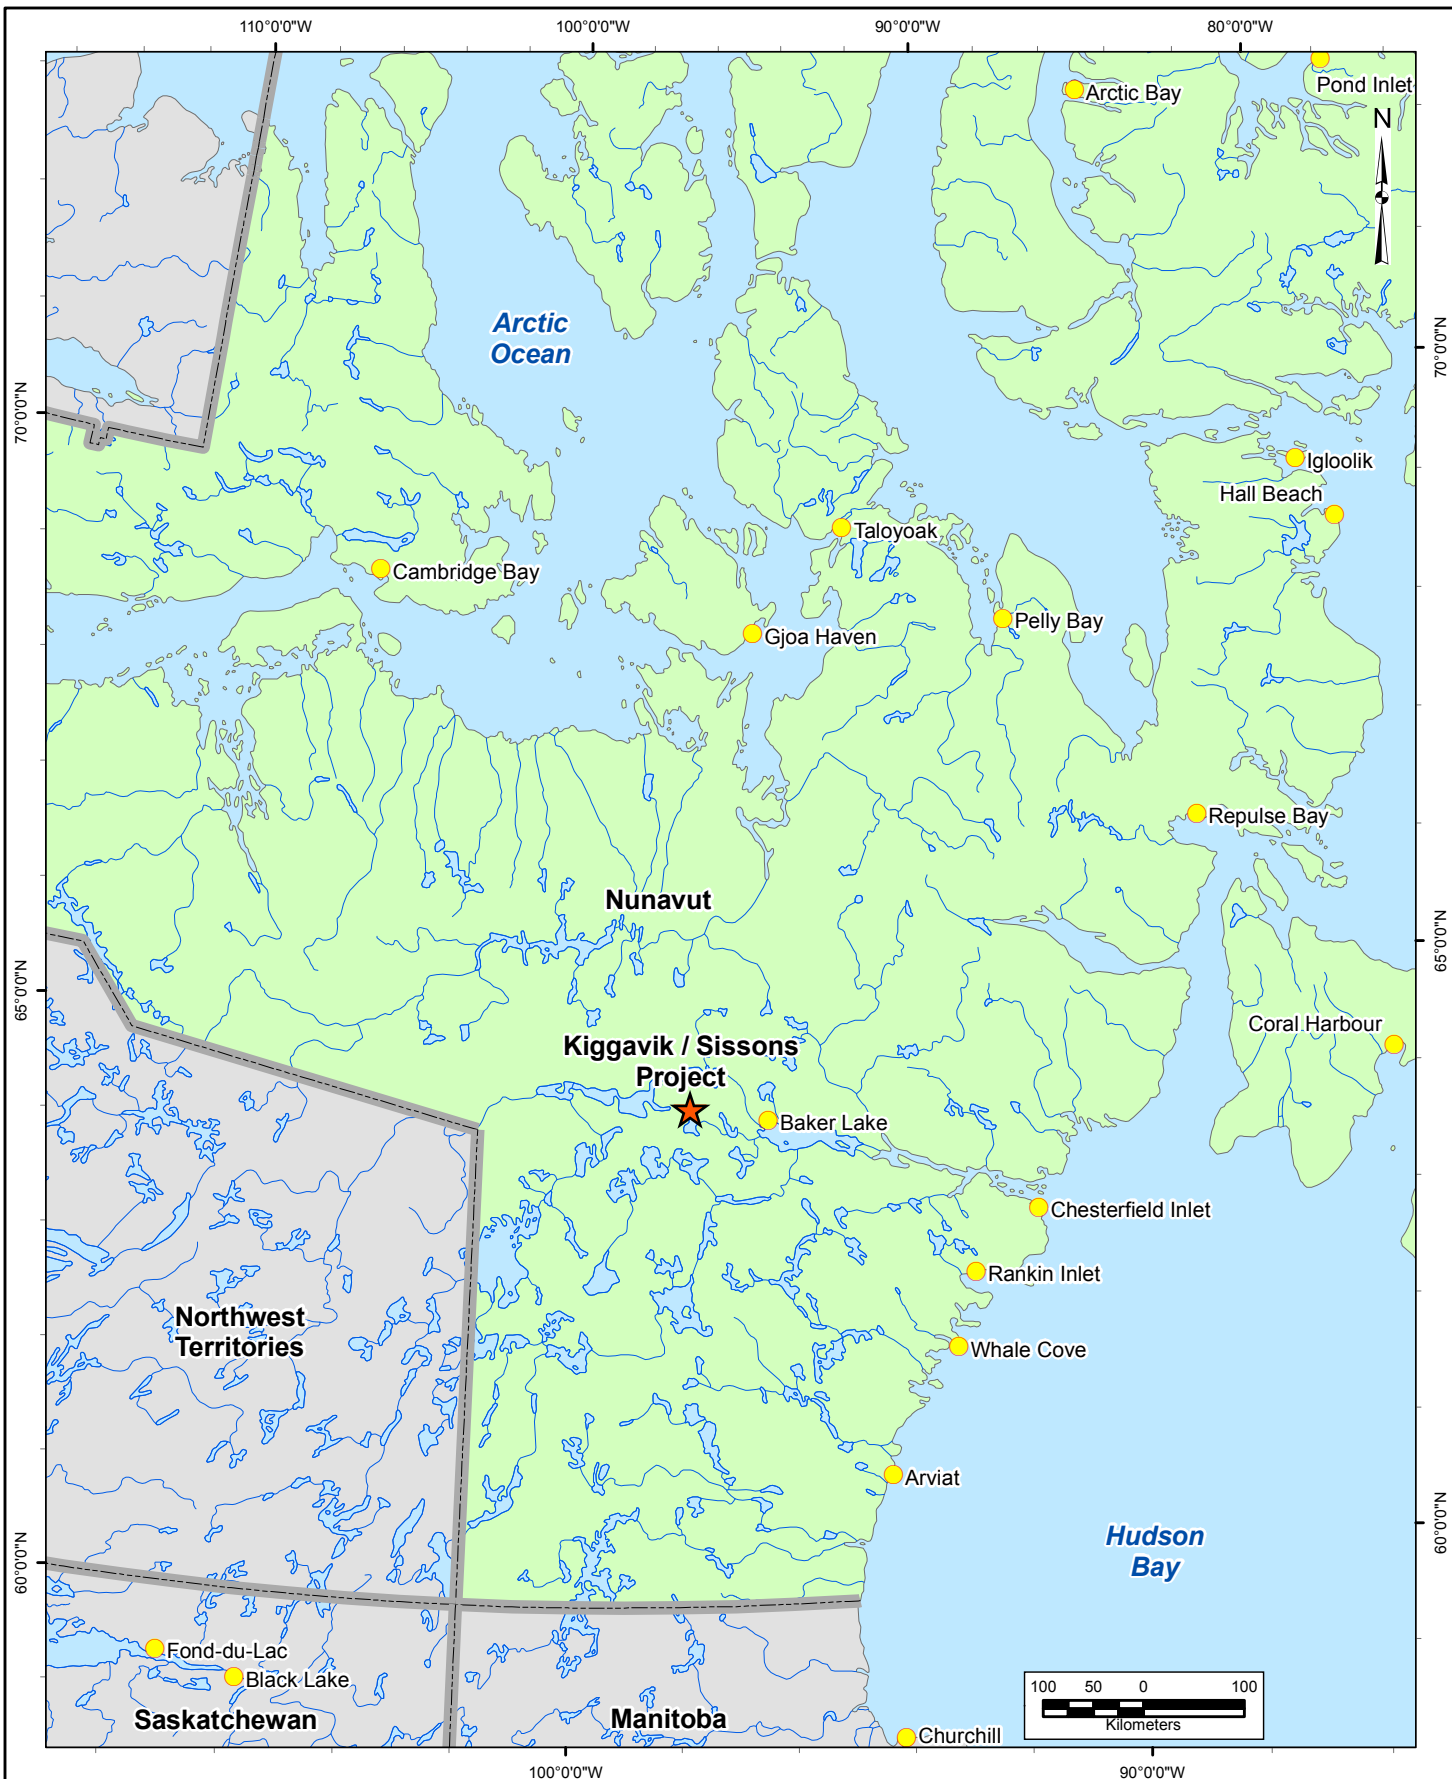 110°0'0"W
100°0'0"W
90°0'0"W
80°0'0"W
Pond Inlet
Arctic Bay
N
Arctic
Ocean
70°0'0"N
70°0'0"N
Igloolik
Hall Beach
Taloyoak
Cambridge Bay
Pelly Bay
Gjoa Haven
Repulse Bay
Nunavut
65°0'0"N
65°0'0"N
Coral Harbour
Kiggavik / Sissons
Project
Baker Lake
Chesterfield Inlet
Rankin Inlet
Northwest
Territories
Whale Cove
Arviat
60°0'0"N
60°0'0"N
Hudson
Bay
Fond-du-Lac
Black Lake
100 50 0 100
Kilometers
Saskatchewan
Manitoba
Churchill
100°0'0"W
90°0'0"W